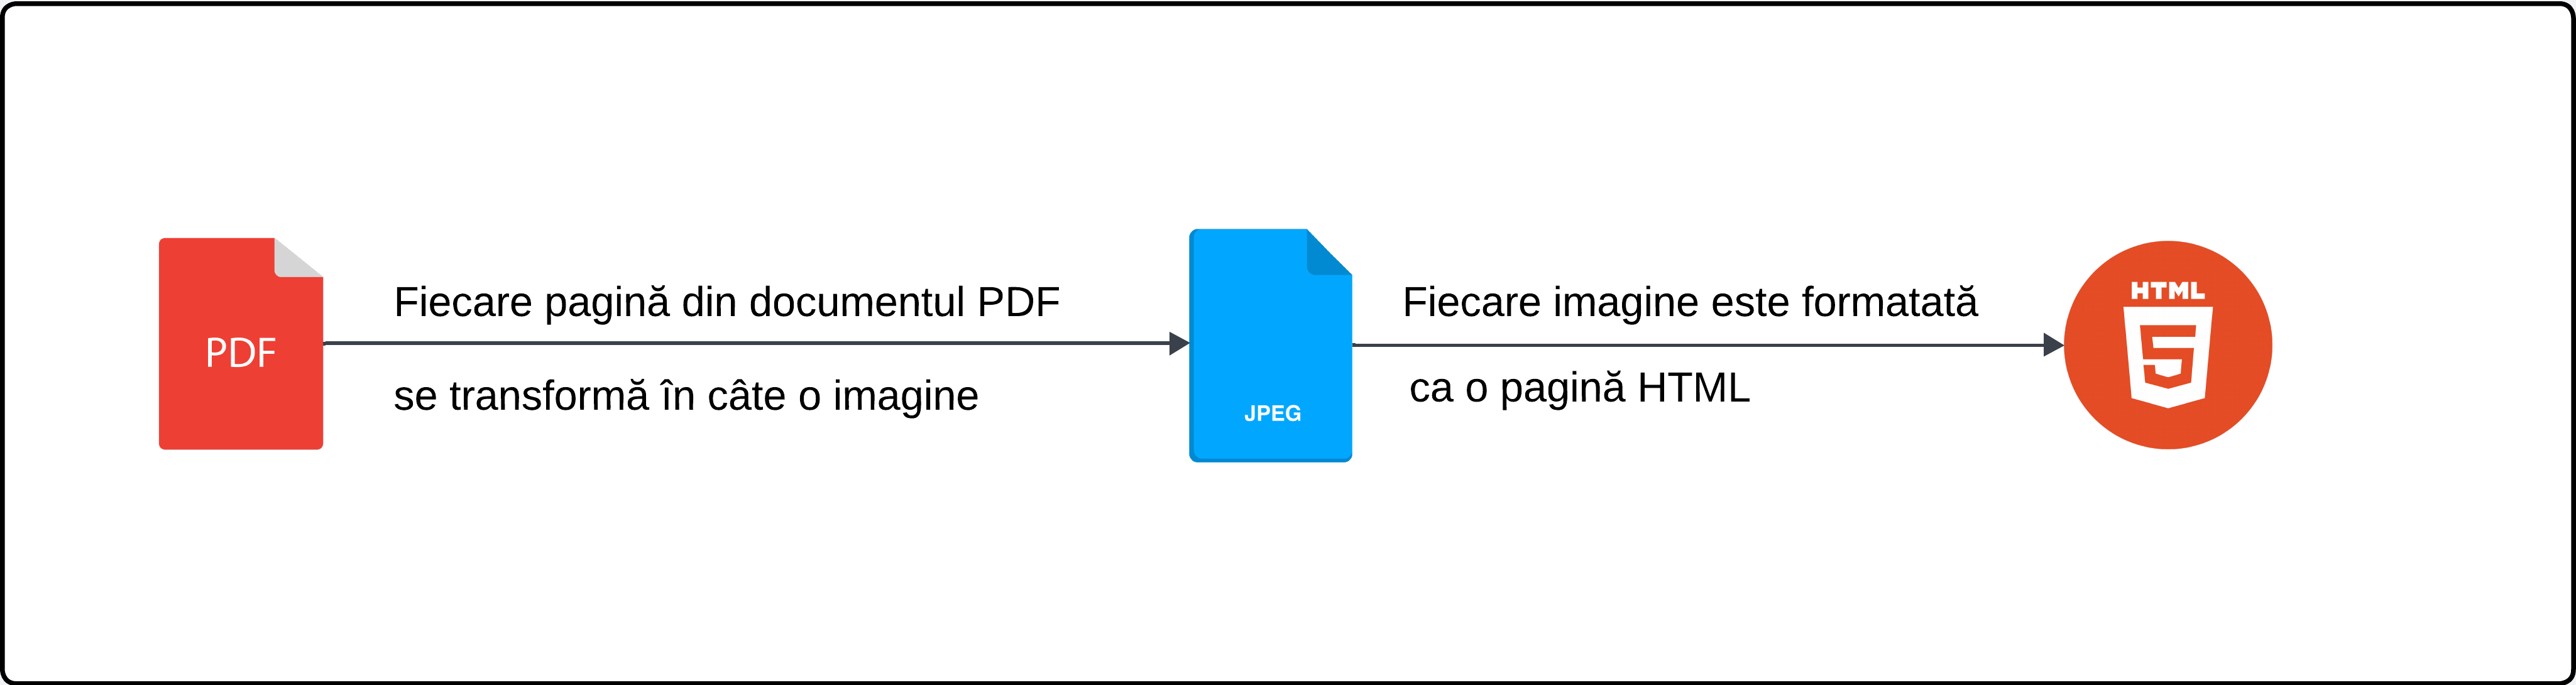 PDF
Fiecare pagină din documentul PDF
se transformă în câte o imagine
JPEG
Fiecare imagine este formatată
ca o pagină HTML
HTML
5